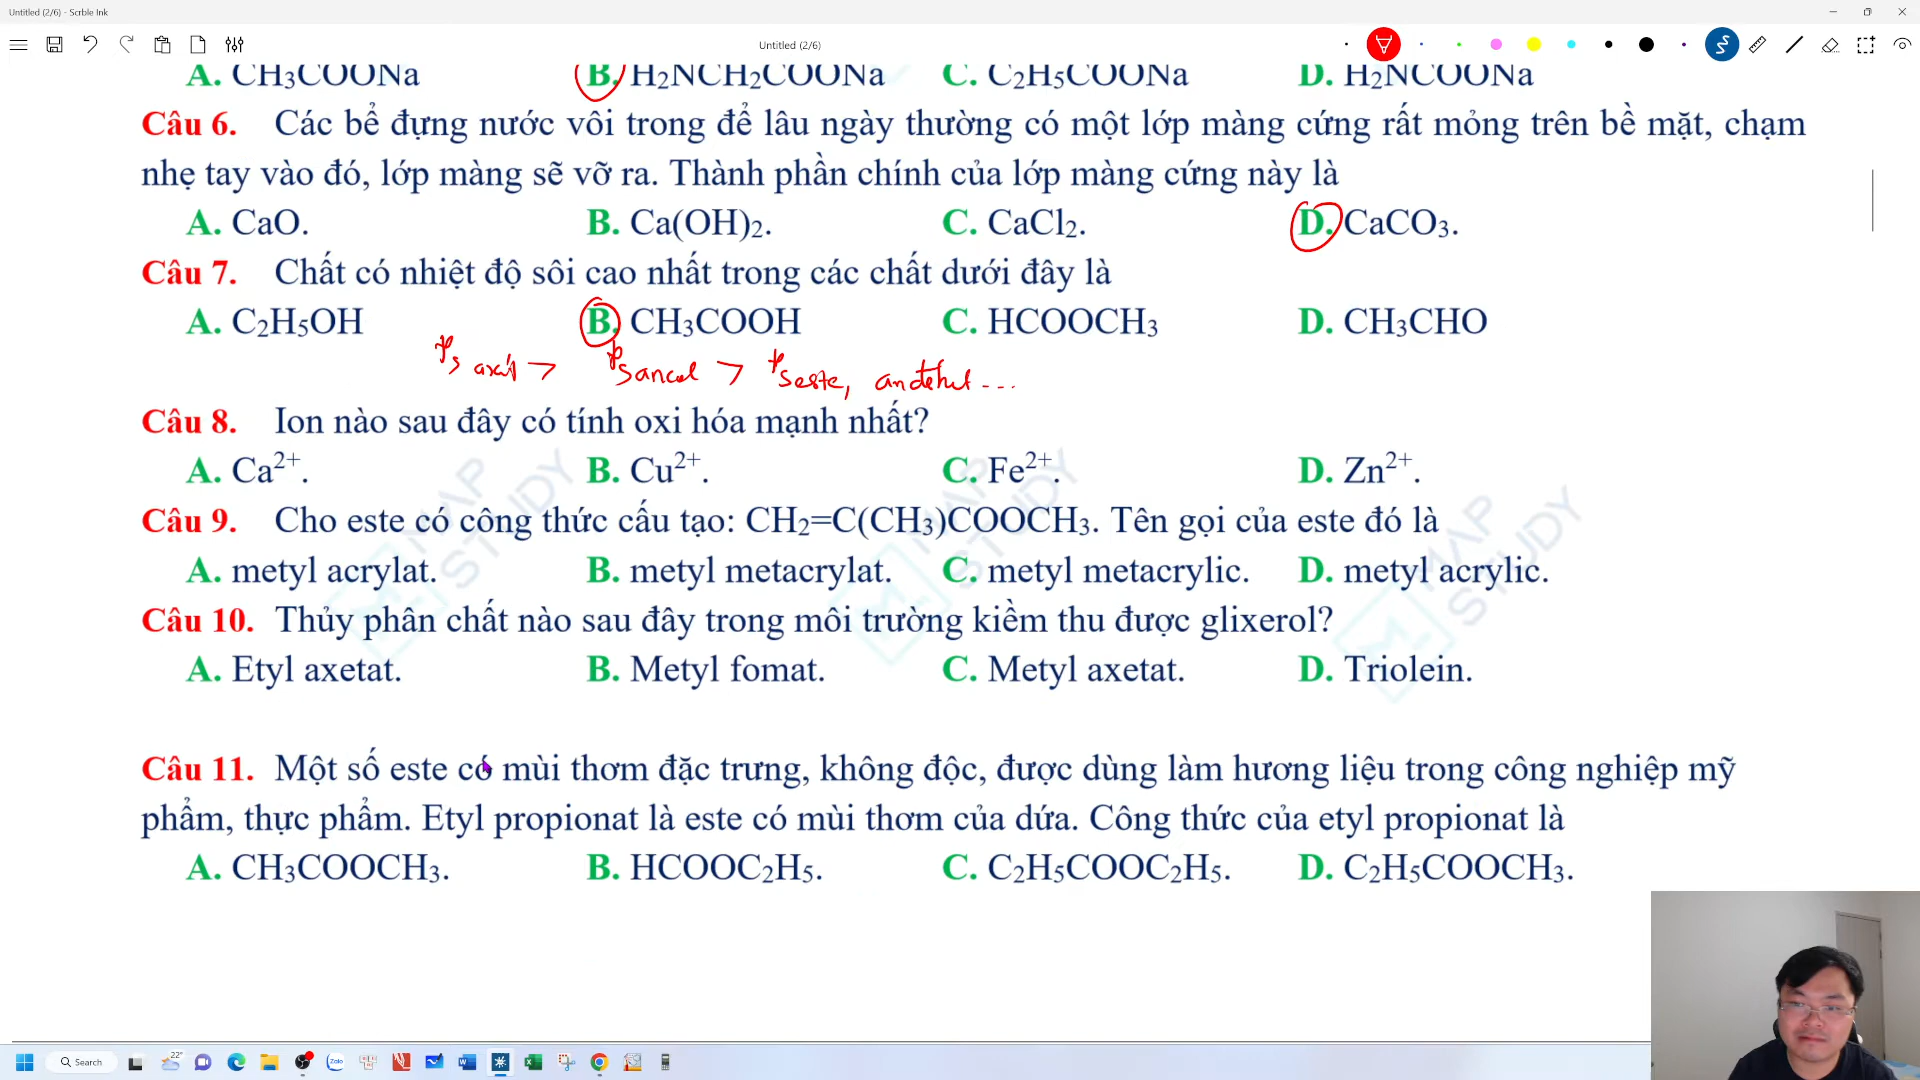 Untitled (2/6) - Scrble Ink
Untitled (2/6)
A. CH3COONa B. H2NCH2COONa C. C2H5COONa D. H2NCOONa
Câu 6. Các bể đựng nước vôi trong để lâu ngày thường có một lớp màng cứng rất mỏng trên bề mặt, chạm
nhẹ tay vào đó, lớp màng sẽ vỡ ra. Thành phần chính của lớp màng cứng này là
A. CaO. B. Ca(OH)2. C. CaCl2. D. CaCO3.
Câu 7. Chất có nhiệt độ sôi cao nhất trong các chất dưới đây là
A. C2H5OH B. CH3COOH C. HCOOCH3 D. CH3CHO
t°s axit > t°s ancol > t°s este, anđehit ...
Câu 8. Ion nào sau đây có tính oxi hóa mạnh nhất?
A. Ca2+. B. Cu2+. C. Fe2+. D. Zn2+.
Câu 9. Cho este có công thức cấu tạo: CH2=C(CH3)COOCH3. Tên gọi của este đó là
A. metyl acrylat. B. metyl metacrylat. C. metyl metacrylic. D. metyl acrylic.
Câu 10. Thủy phân chất nào sau đây trong môi trường kiềm thu được glixerol?
A. Etyl axetat. B. Metyl fomat. C. Metyl axetat. D. Triolein.
Câu 11. Một số este có mùi thơm đặc trưng, không độc, được dùng làm hương liệu trong công nghiệp mỹ
phẩm, thực phẩm. Etyl propionat là este có mùi thơm của dứa. Công thức của etyl propionat là
A. CH3COOCH3. B. HCOOC2H5. C. C2H5COOC2H5. D. C2H5COOCH3.
MAP STUDY
MAP STUDY
MAP STUDY
Search
22°
Zalo